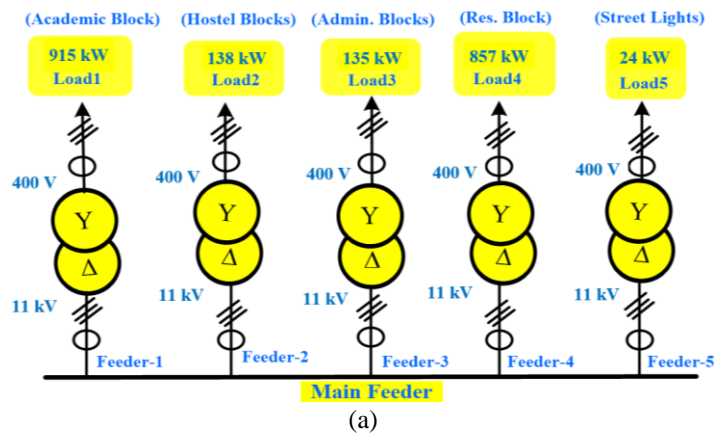 (Academic Block) (Hostel Blocks) (Admin. Blocks) (Res. Block) (Street Lights)
915 kW 138 kW 135 kW 857 kW 24 kW
Load1 Load2 Load3 Load4 Load5
400 V 400 V 400 V 400 V 400 V
Y Y Y Y Y
Δ Δ Δ Δ Δ
11 kV 11 kV 11 kV 11 kV 11 kV
Feeder-1 Feeder-2 Feeder-3 Feeder-4 Feeder-5
Main Feeder
(a)